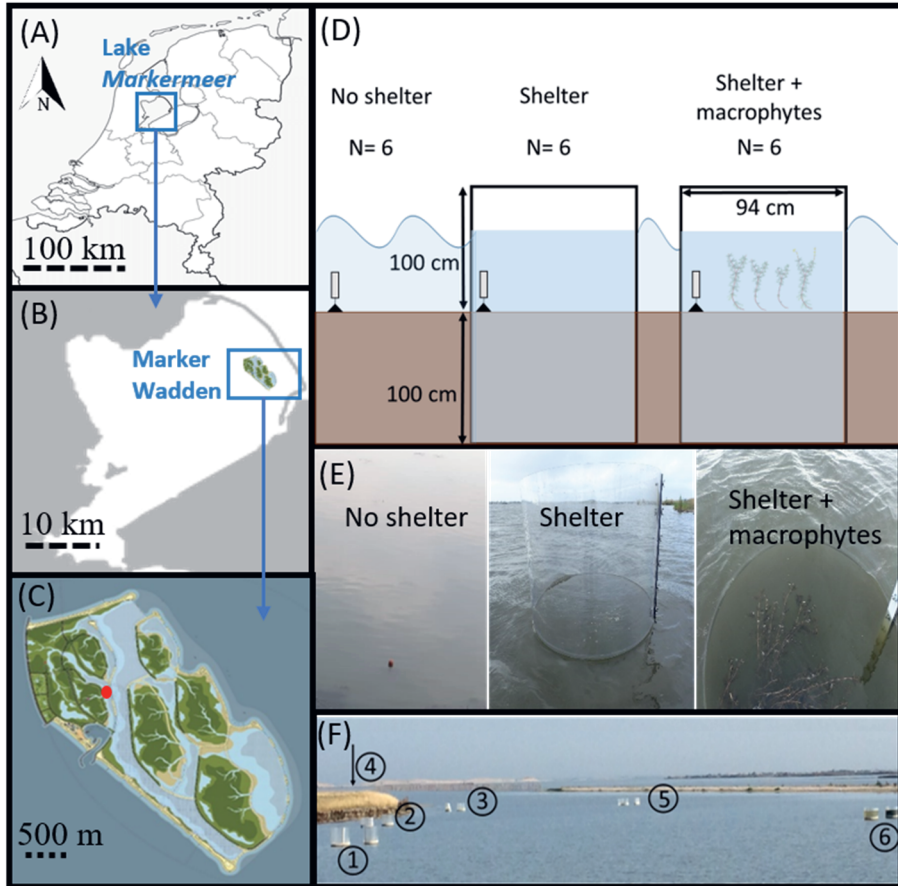 (A)
Lake
Markermeer
N
100 km
(B)
Marker
Wadden
10 km
(C)
500 m
(D)
No shelter
N= 6
Shelter
N= 6
Shelter +
macrophytes
N= 6
94 cm
100 cm
100 cm
(E)
No shelter
Shelter
Shelter +
macrophytes
(F)
④
③
⑤
②
①
⑥